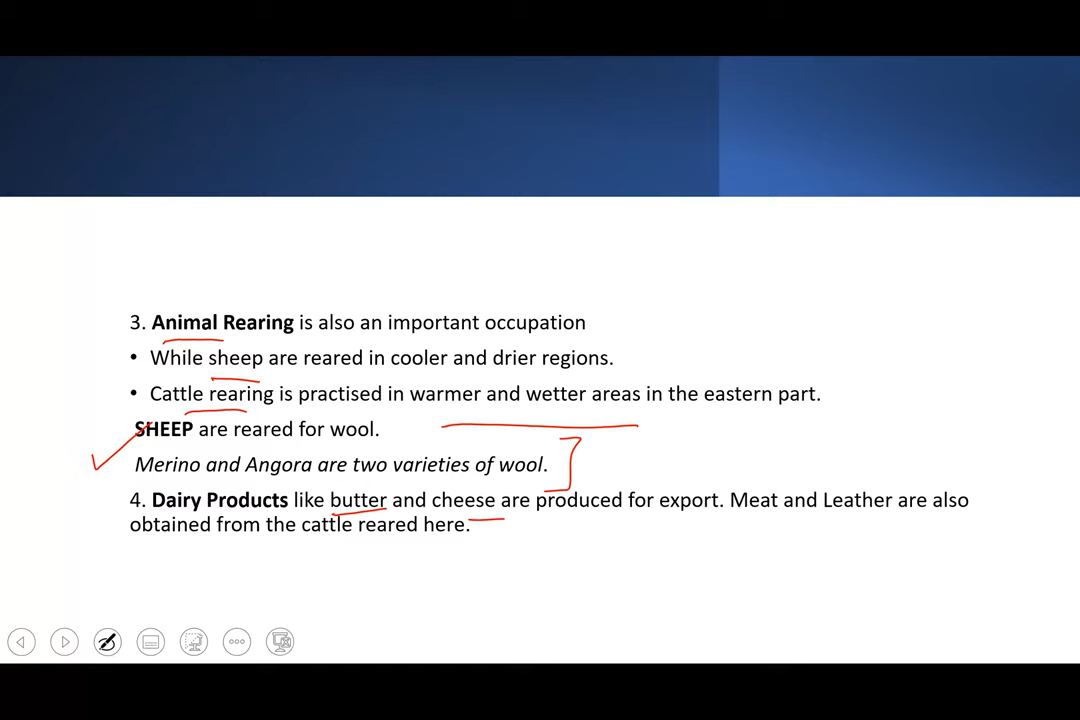 3. Animal Rearing is also an important occupation
• While sheep are reared in cooler and drier regions.
• Cattle rearing is practised in warmer and wetter areas in the eastern part.
SHEEP are reared for wool.
Merino and Angora are two varieties of wool.
4. Dairy Products like butter and cheese are produced for export. Meat and Leather are also
obtained from the cattle reared here.